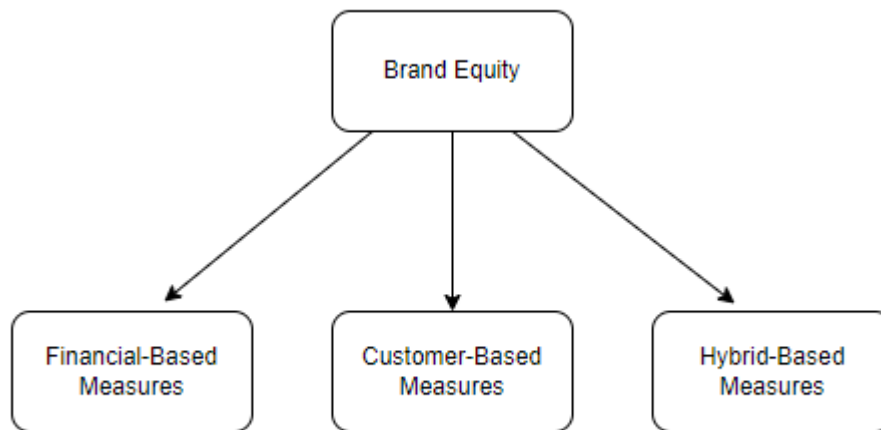 Brand Equity
Financial-Based
Measures
Customer-Based
Measures
Hybrid-Based
Measures